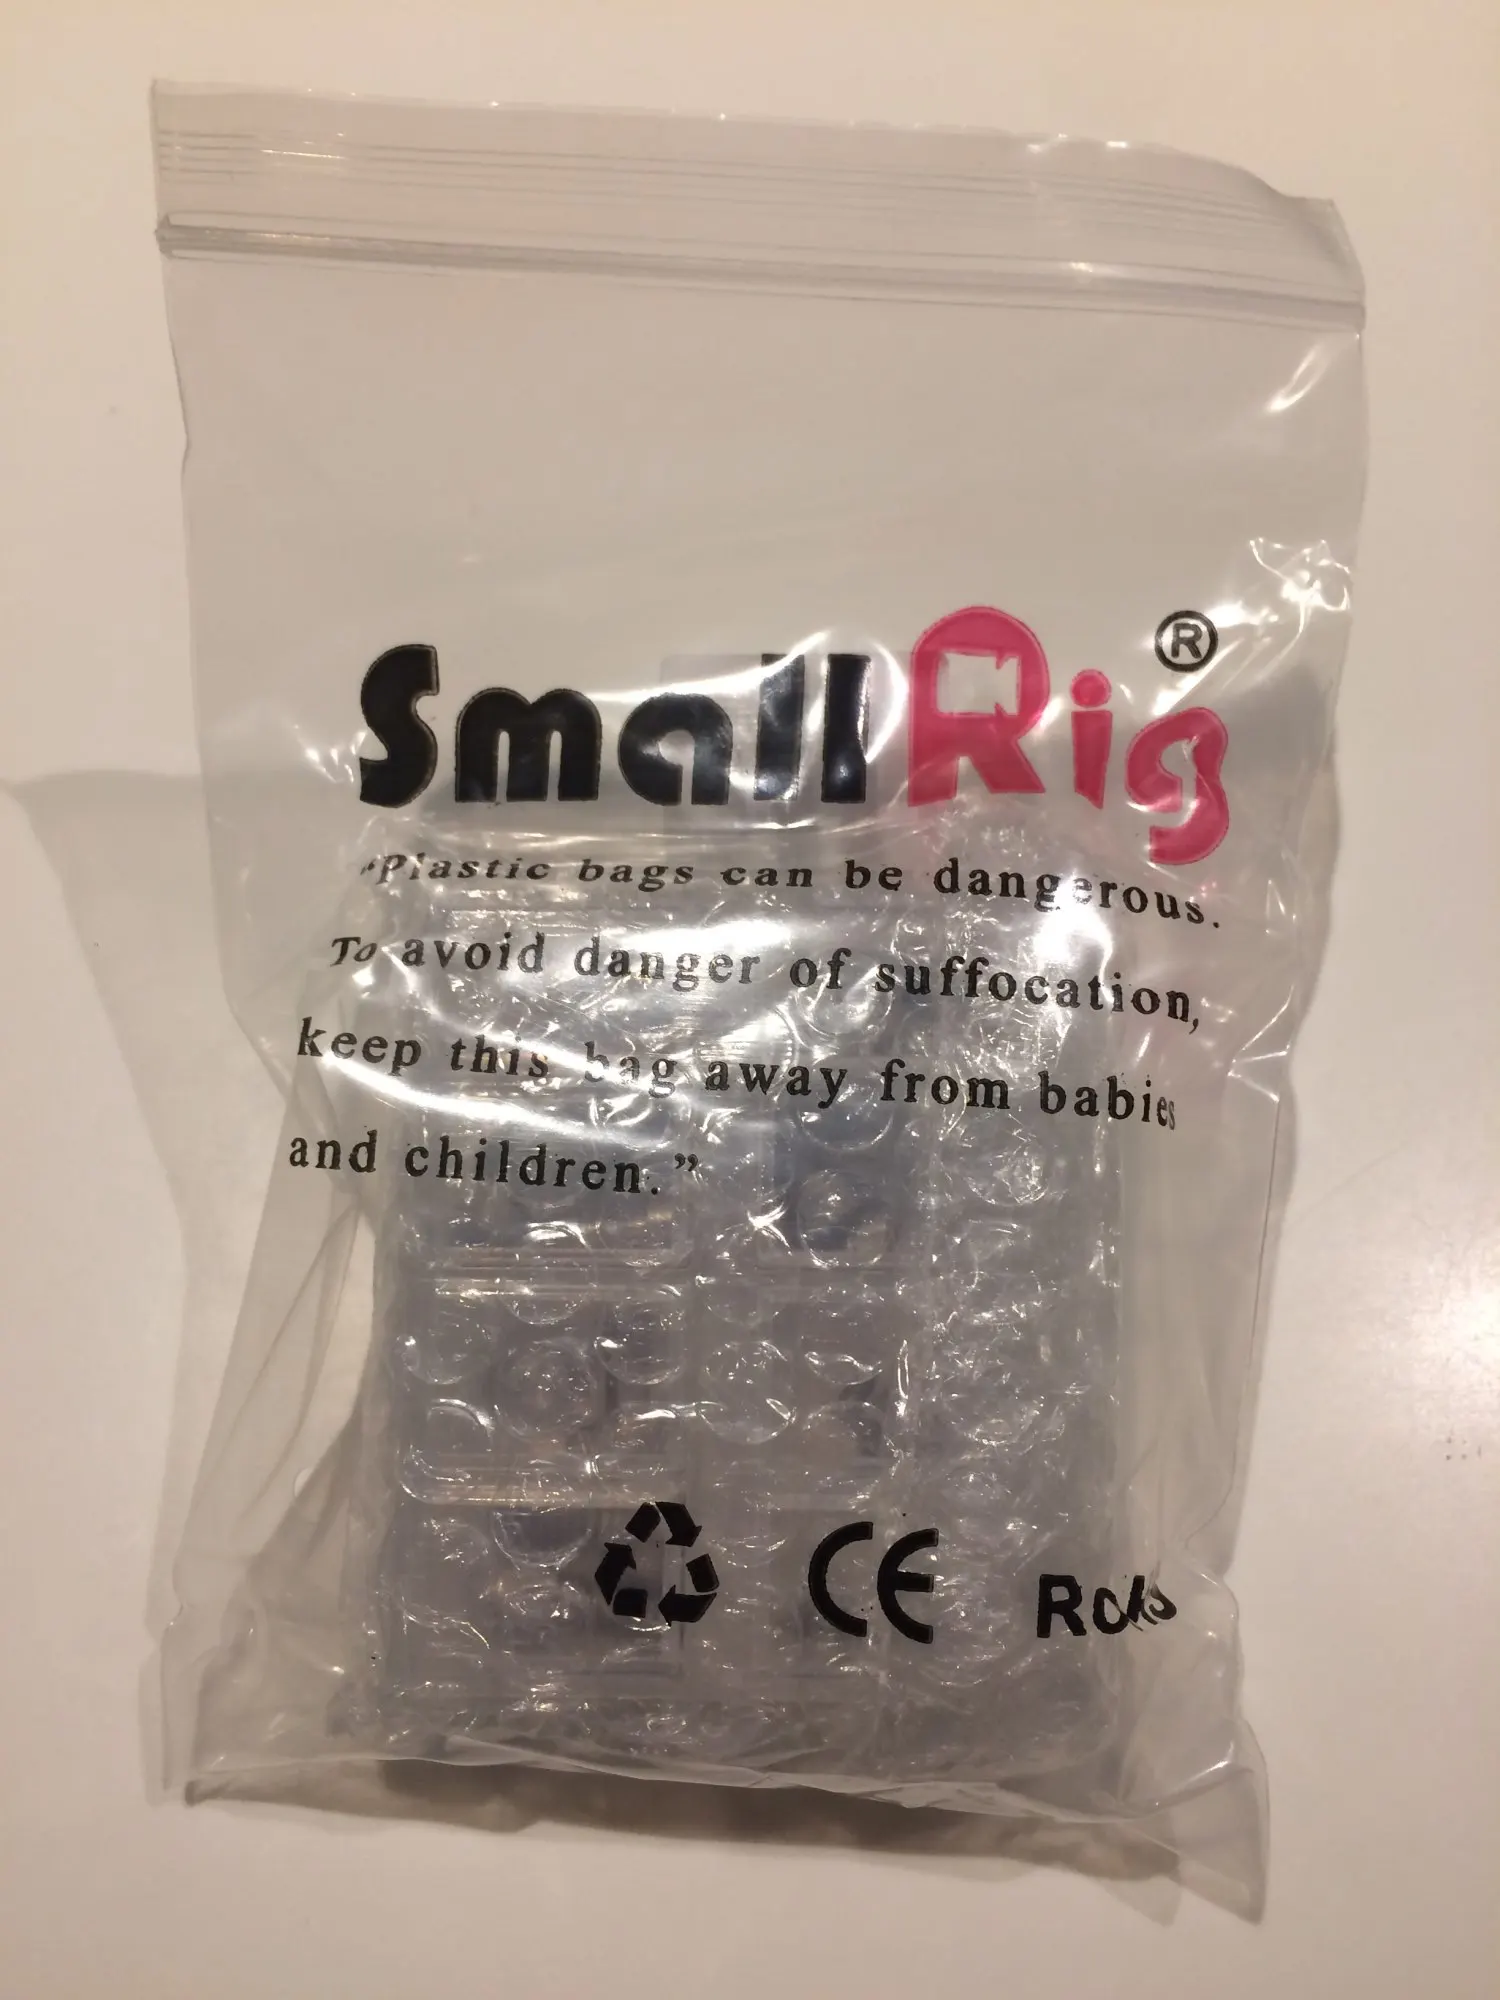 SmallRig®
"Plastic bags can be dangerous.
To avoid danger of suffocation,
keep this bag away from babies
and children."
CE RoHS